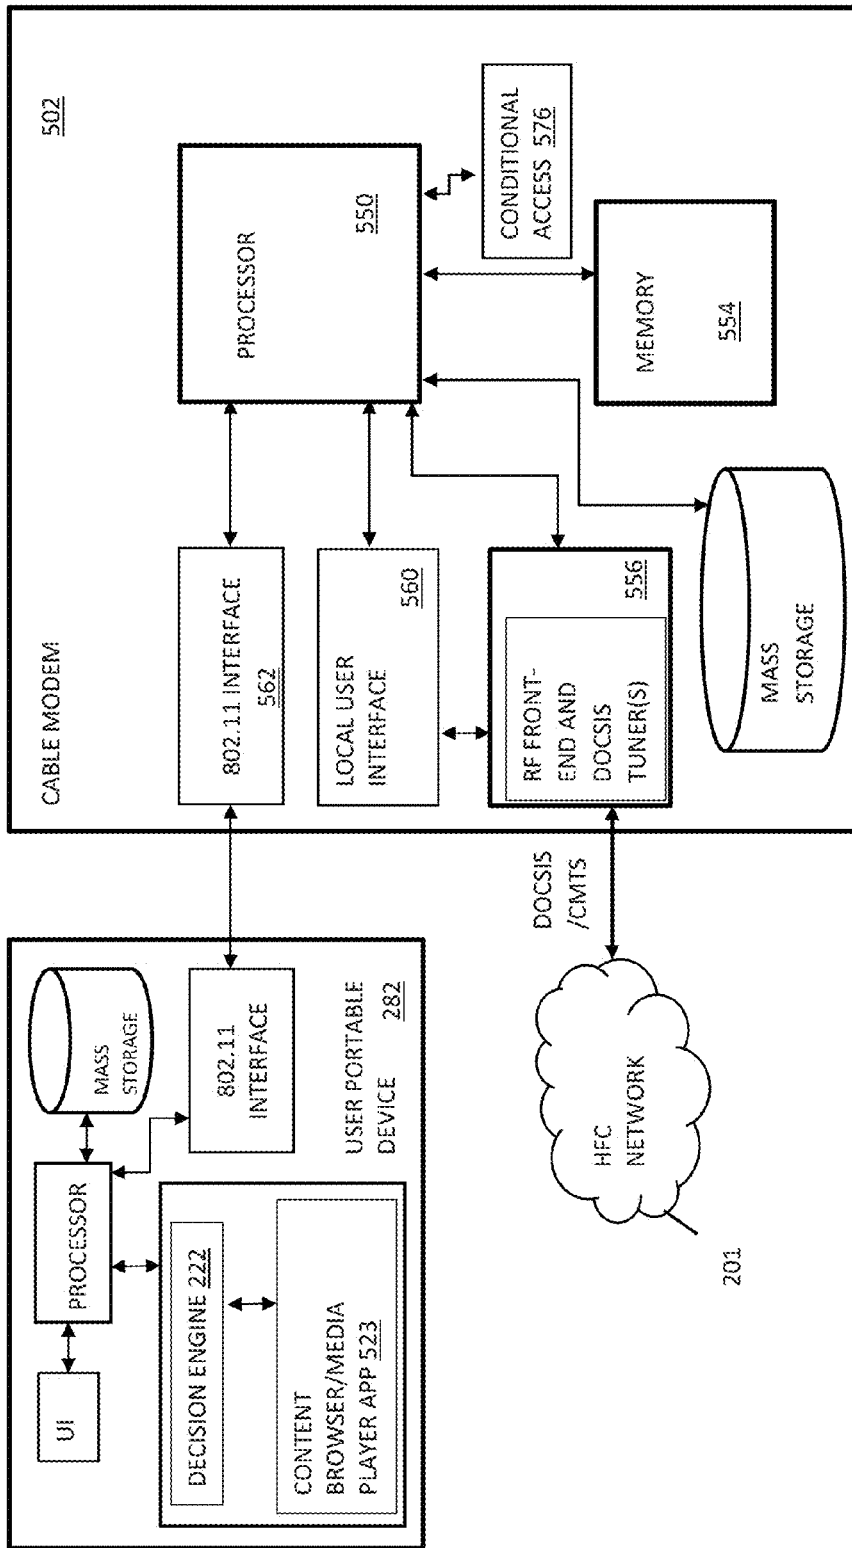 UI
PROCESSOR
MASS
STORAGE
DECISION ENGINE 222
CONTENT
BROWSER/MEDIA
PLAYER APP 523
802.11
INTERFACE
USER PORTABLE
DEVICE
282
201
HFC
NETWORK
DOCSIS
/CMTS
CABLE MODEM
502
802.11 INTERFACE
562
PROCESSOR
550
LOCAL USER
INTERFACE
560
CONDITIONAL
ACCESS 576
RF FRONT-
END AND
DOCSIS
TUNER(S)
556
MEMORY
554
MASS
STORAGE